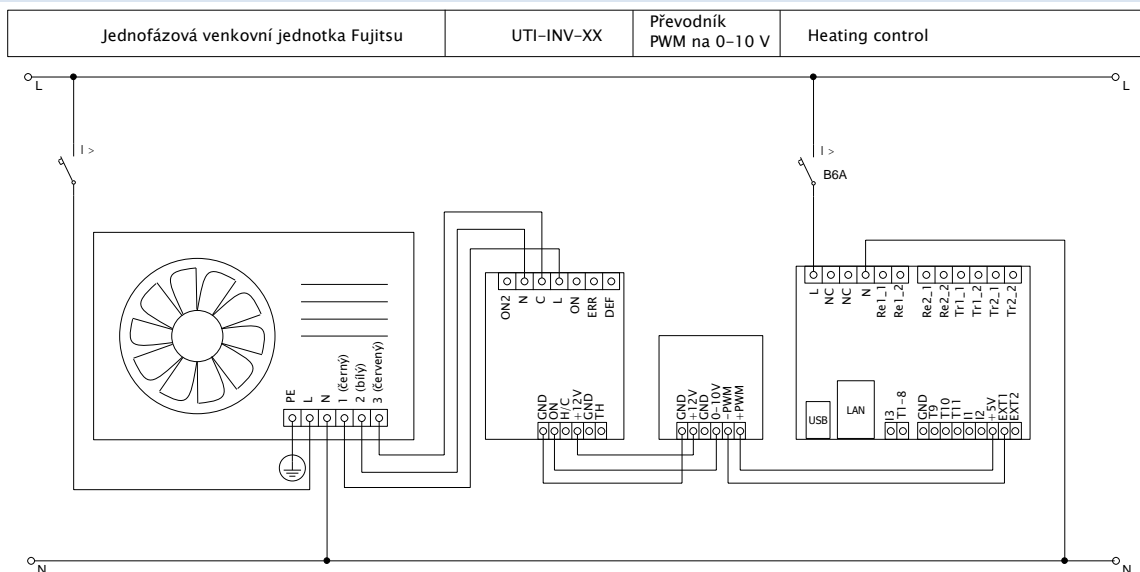 Jednofázová venkovní jednotka Fujitsu
UTI-INV-XX
Převodník
PWM na 0-10 V
Heating control
L
L
I >
I >
B6A
PE
L
N
1 (černý)
2 (bílý)
3 (červený)
ON2
N
C
L
ON
ERR
DEF
GND
ON
H/C
+12V
GND
TH
GND
+12V
GND
0-10V
-PWM
+PWM
L
NC
NC
N
Re1_1
Re1_2
Re2_1
Re2_2
Tr1_1
Tr1_2
Tr2_1
Tr2_2
USB
LAN
I3
T1-8
GND
T9
T10
T11
I1
I2
+5V
EXT1
EXT2
N
N